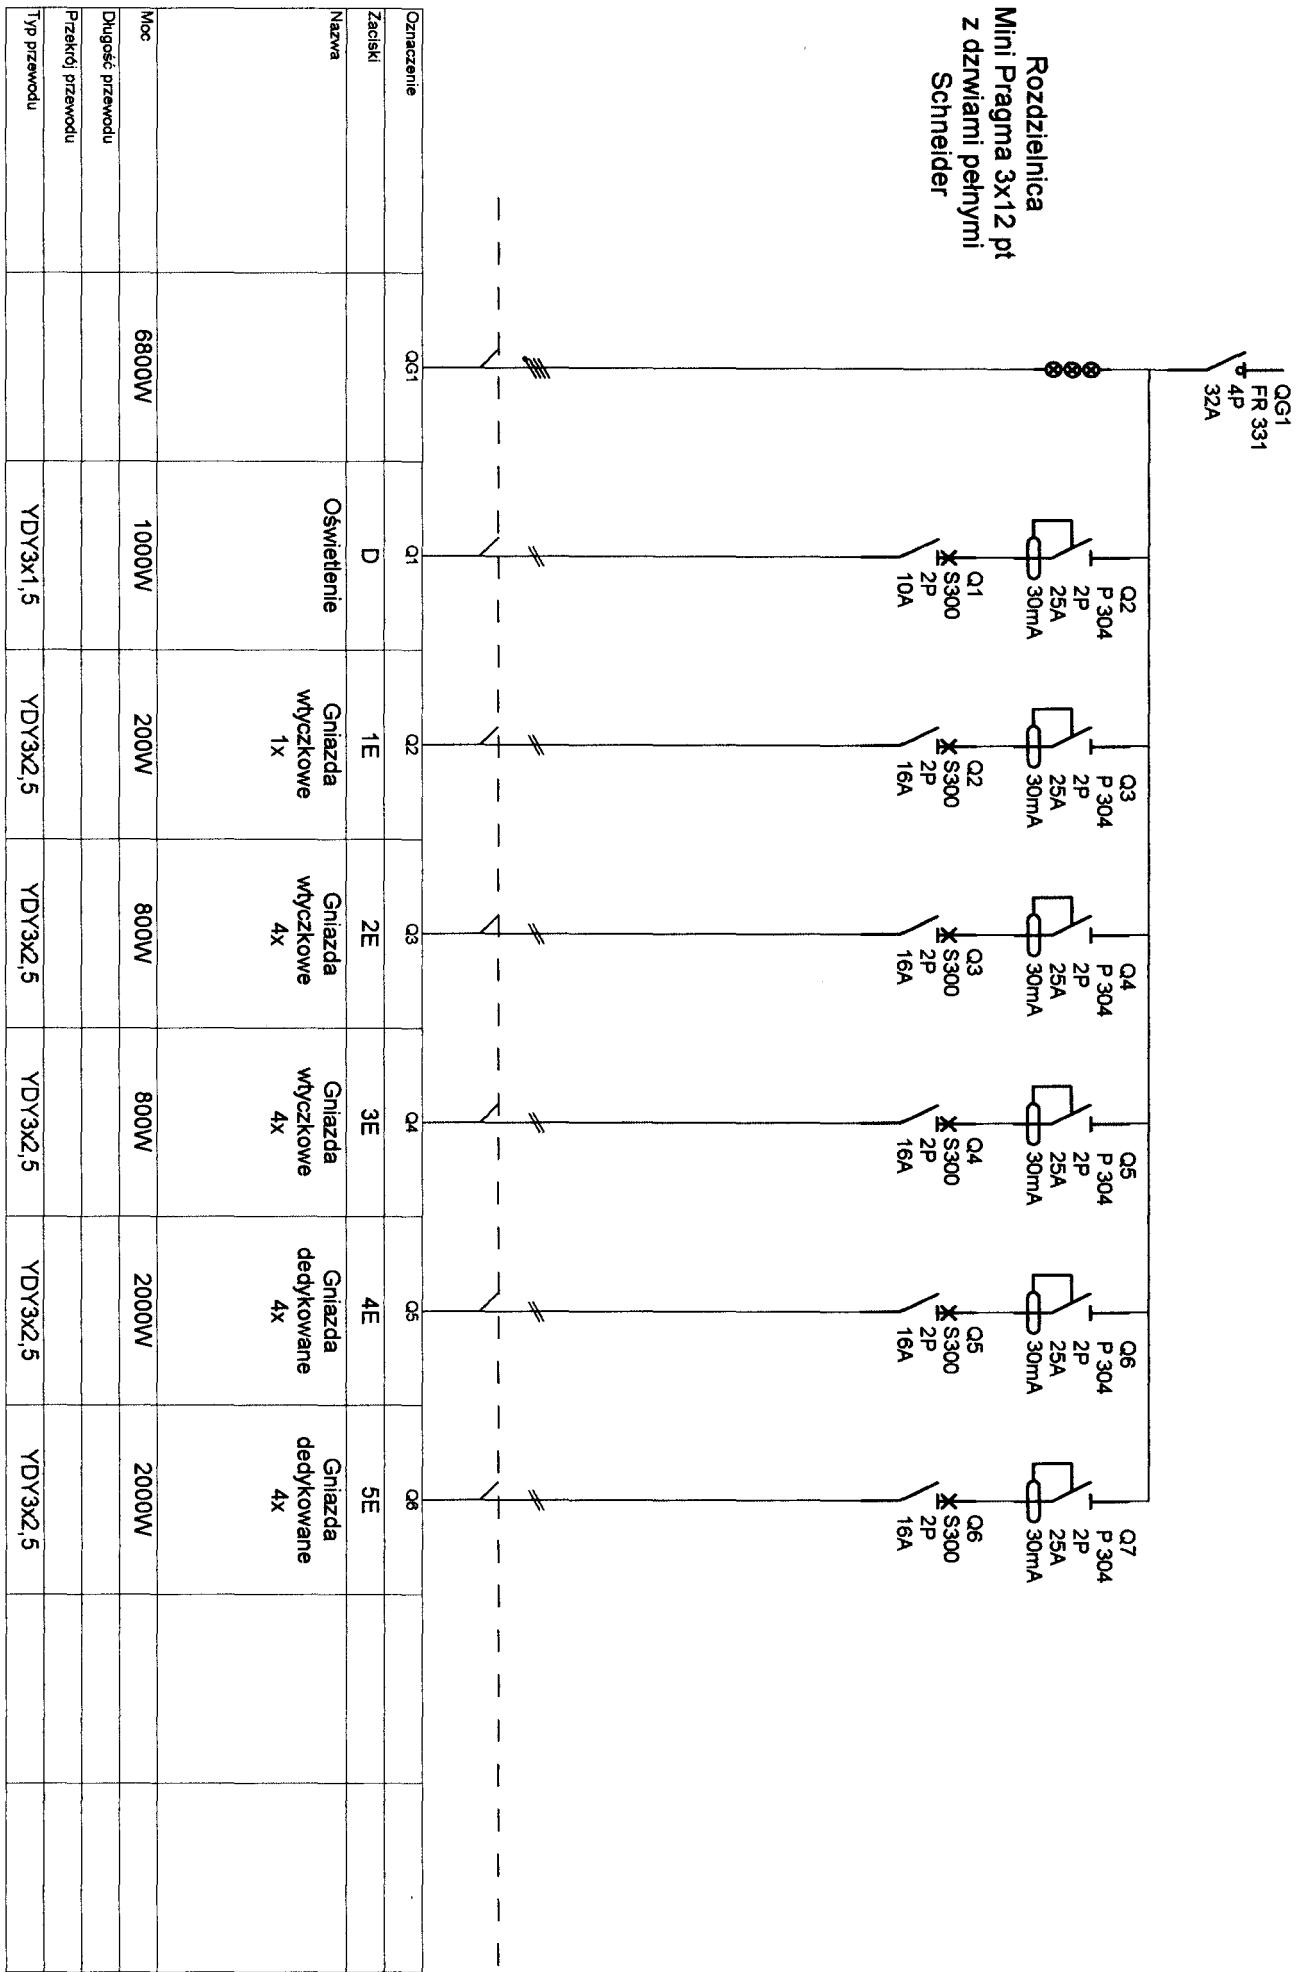 Rozdzielnica
Mini Pragma 3x12 pt
z dzrwiami pełnymi
Schneider
QG1
FR 331
4P
32A
Q2
P 304
2P
25A
30mA
Q3
P 304
2P
25A
30mA
Q4
P 304
2P
25A
30mA
Q5
P 304
2P
25A
30mA
Q6
P 304
2P
25A
30mA
Q7
P 304
2P
25A
30mA
Q1
S300
2P
10A
Q2
S300
2P
16A
Q3
S300
2P
16A
Q4
S300
2P
16A
Q5
S300
2P
16A
Q6
S300
2P
16A
Oznaczenie QG1 Q1 Q2 Q3 Q4 Q5 Q6
Zaciski D 1E 2E 3E 4E 5E
Nazwa
Oświetlenie
Gniazda
wtyczkowe
1x
Gniazda
wtyczkowe
4x
Gniazda
wtyczkowe
4x
Gniazda
dedykowane
4x
Gniazda
dedykowane
4x
Moc 6800W 1000W 200W 800W 800W 2000W 2000W
Długość przewodu
Przekrój przewodu
Typ przewodu YDY3x1,5 YDY3x2,5 YDY3x2,5 YDY3x2,5 YDY3x2,5 YDY3x2,5